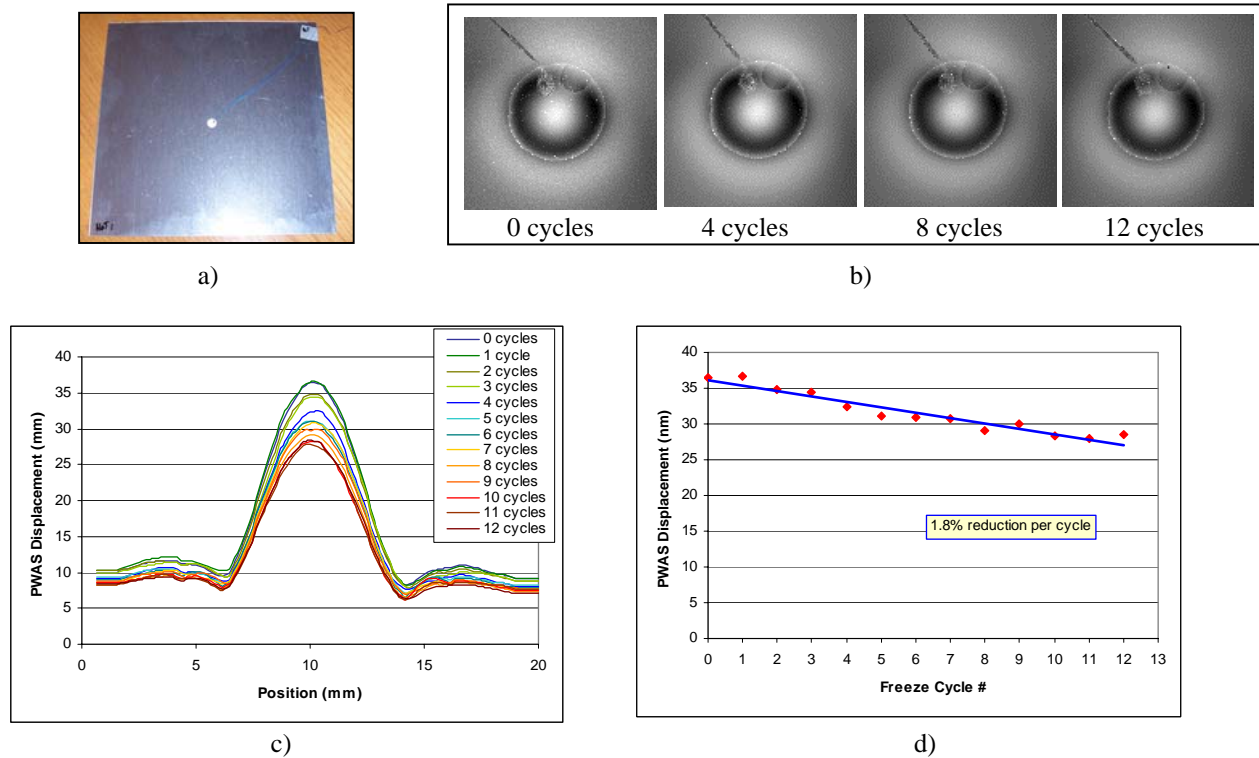 0 cycles
4 cycles
8 cycles
12 cycles
a)
b)
PWAS Displacement (mm)
40
35
30
25
20
15
10
5
0
0
5
10
15
20
Position (mm)
0 cycles
1 cycle
2 cycles
3 cycles
4 cycles
5 cycles
6 cycles
7 cycles
8 cycles
9 cycles
10 cycles
11 cycles
12 cycles
c)
PWAS Displacement (nm)
40
35
30
25
20
15
10
5
0
1.8% reduction per cycle
0 1 2 3 4 5 6 7 8 9 10 11 12 13
Freeze Cycle #
d)